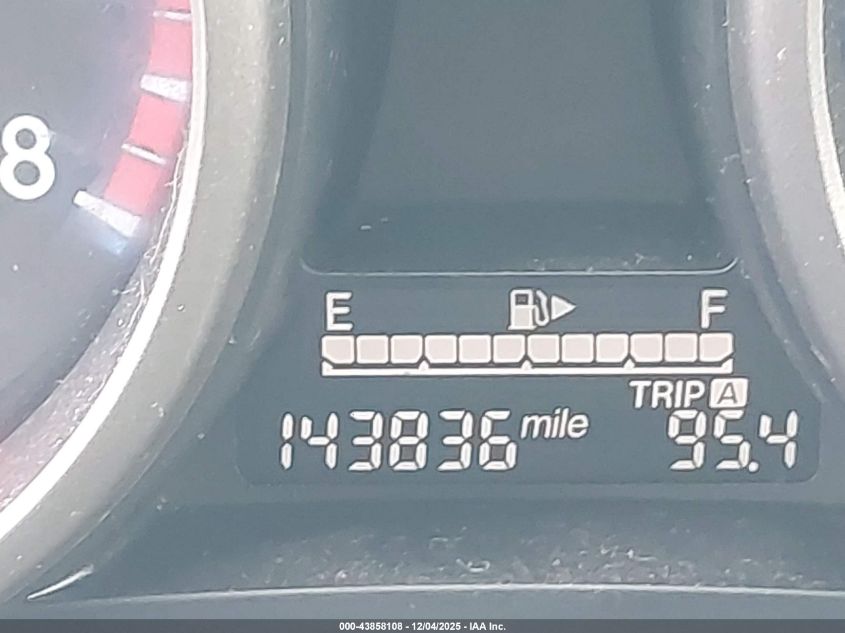 8
E F
TRIP A
143836 mile 95.4
000-43858108 - 12/04/2025 - IAA Inc.